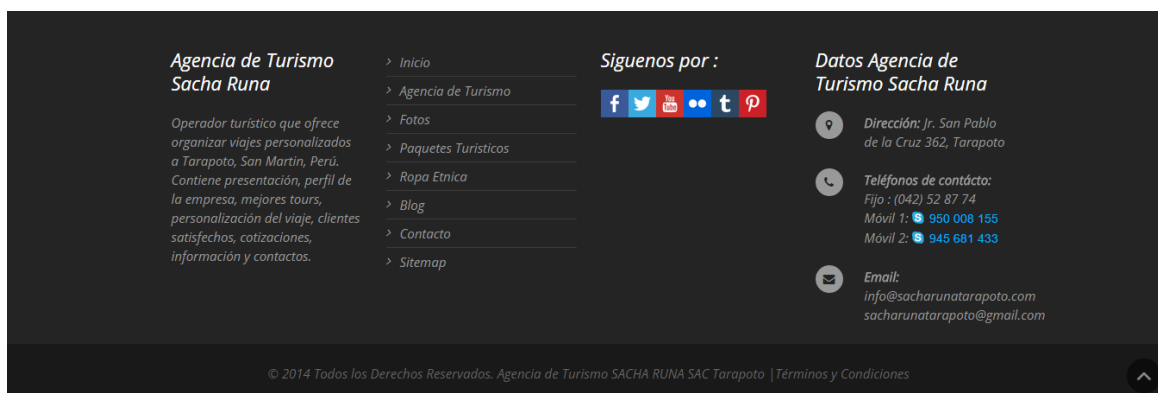 Agencia de Turismo
Sacha Runa
Operador turístico que ofrece
organizar viajes personalizados
a Tarapoto, San Martin, Perú.
Contiene presentación, perfil de
la empresa, mejores tours,
personalización del viaje, clientes
satisfechos, cotizaciones,
información y contactos.
> Inicio
> Agencia de Turismo
> Fotos
> Paquetes Turisticos
> Ropa Etnica
> Blog
> Contacto
> Sitemap
Siguenos por :
f You Tube t
Datos Agencia de
Turismo Sacha Runa
Dirección: Jr. San Pablo
de la Cruz 362, Tarapoto
Teléfonos de contácto:
Fijo : (042) 52 87 74
Móvil 1: 950 008 155
Móvil 2: 945 681 433
Email:
info@sacharunatarapoto.com
sacharunatarapoto@gmail.com
© 2014 Todos los Derechos Reservados. Agencia de Turismo SACHA RUNA SAC Tarapoto |Términos y Condiciones